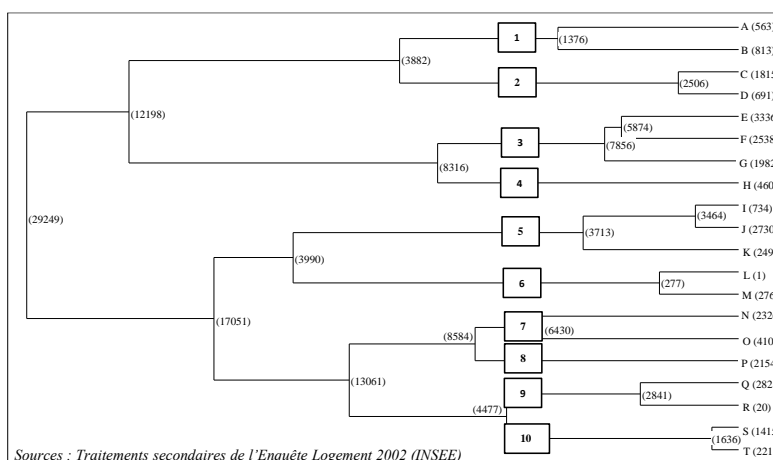 A (563)
1
(1376)
B (813)
(3882)
C (1815
2
(2506)
D (691)
(12198)
E (3336
(5874)
3
F (2538
(7856)
G (1982
(8316)
4
H (460
(29249)
I (734)
(3464)
J (2730
5
(3713)
K (249
(3990)
L (1)
6
(277)
M (276
(17051)
N (232
7
(8584)
(6430)
O (410
8
P (2154
(13061)
Q (282
9
(2841)
R (20)
(4477)
S (1415
10
(1636)
T (221
Sources : Traitements secondaires de l'Enquête Logement 2002 (INSEE)